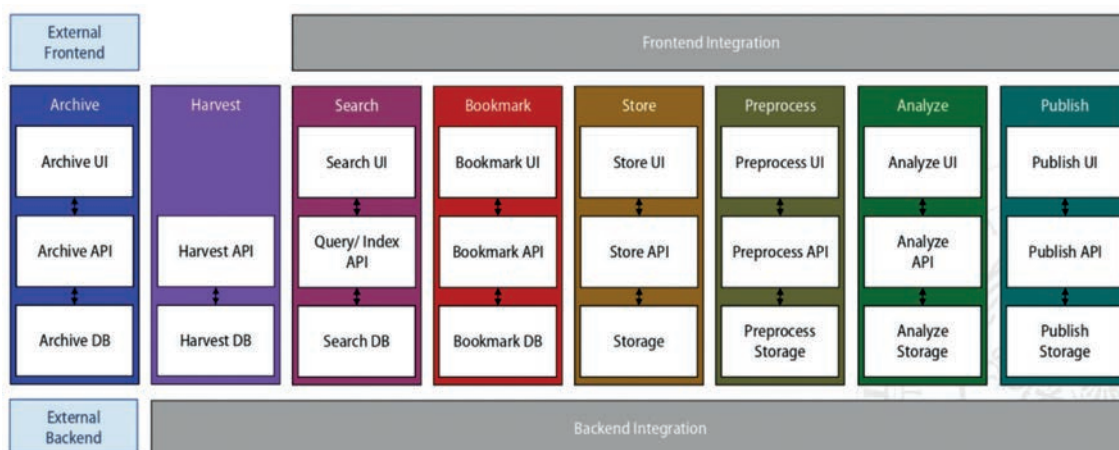 External
Frontend
Frontend Integration
Archive
Harvest
Search
Bookmark
Store
Preprocess
Analyze
Publish
Archive UI
Search UI
Bookmark UI
Store UI
Preprocess UI
Analyze UI
Publish UI
Archive API
Harvest API
Query/ Index
API
Bookmark API
Store API
Preprocess API
Analyze
API
Publish API
Archive DB
Harvest DB
Search DB
Bookmark DB
Storage
Preprocess
Storage
Analyze
Storage
Publish
Storage
External
Backend
Backend Integration